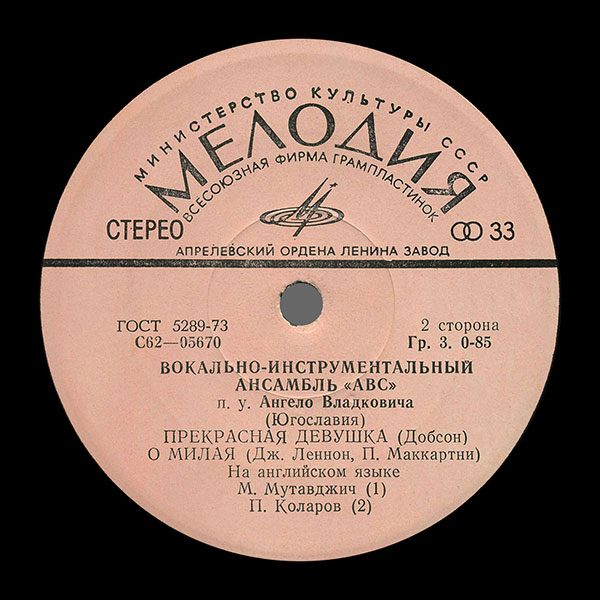 МИНИСТЕРСТВО КУЛЬТУРЫ СССР
МЕЛОДИЯ
ВСЕСОЮЗНАЯ ФИРМА ГРАМПЛАСТИНОК
СТЕРЕО 33
АПРЕЛЕВСКИЙ ОРДЕНА ЛЕНИНА ЗАВОД
ГОСТ 5289-73 2 сторона
С62—05670 Гр. 3. 0-85
ВОКАЛЬНО-ИНСТРУМЕНТАЛЬНЫЙ
АНСАМБЛЬ «АВС»
п. у. Ангело Владковича
(Югославия)
ПРЕКРАСНАЯ ДЕВУШКА (Добсон)
О МИЛАЯ (Дж. Леннон, П. Маккартни)
На английском языке
М. Мутавджич (1)
П. Коларов (2)